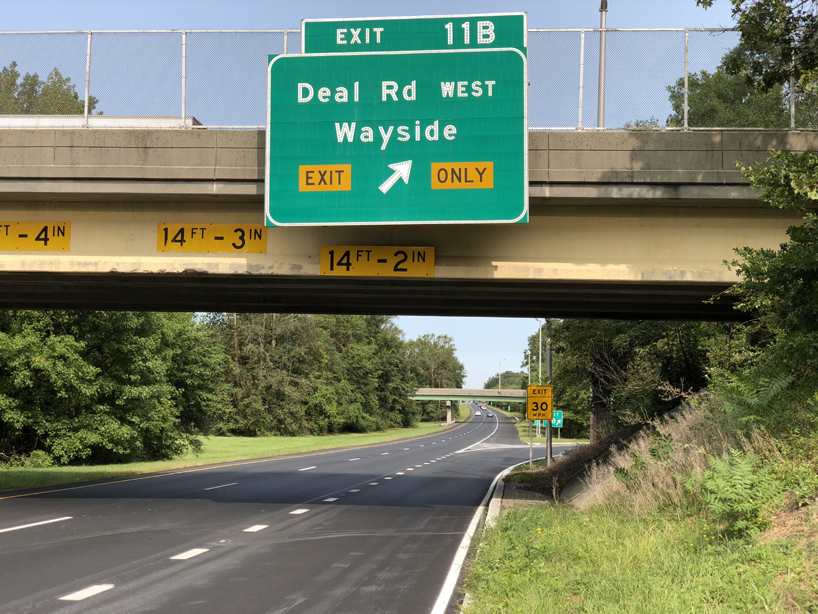 EXIT 11B
Deal Rd WEST
Wayside
EXIT ONLY
FT - 4 IN
14 FT - 3 IN
14 FT - 2 IN
EXIT
30
M.P.H.